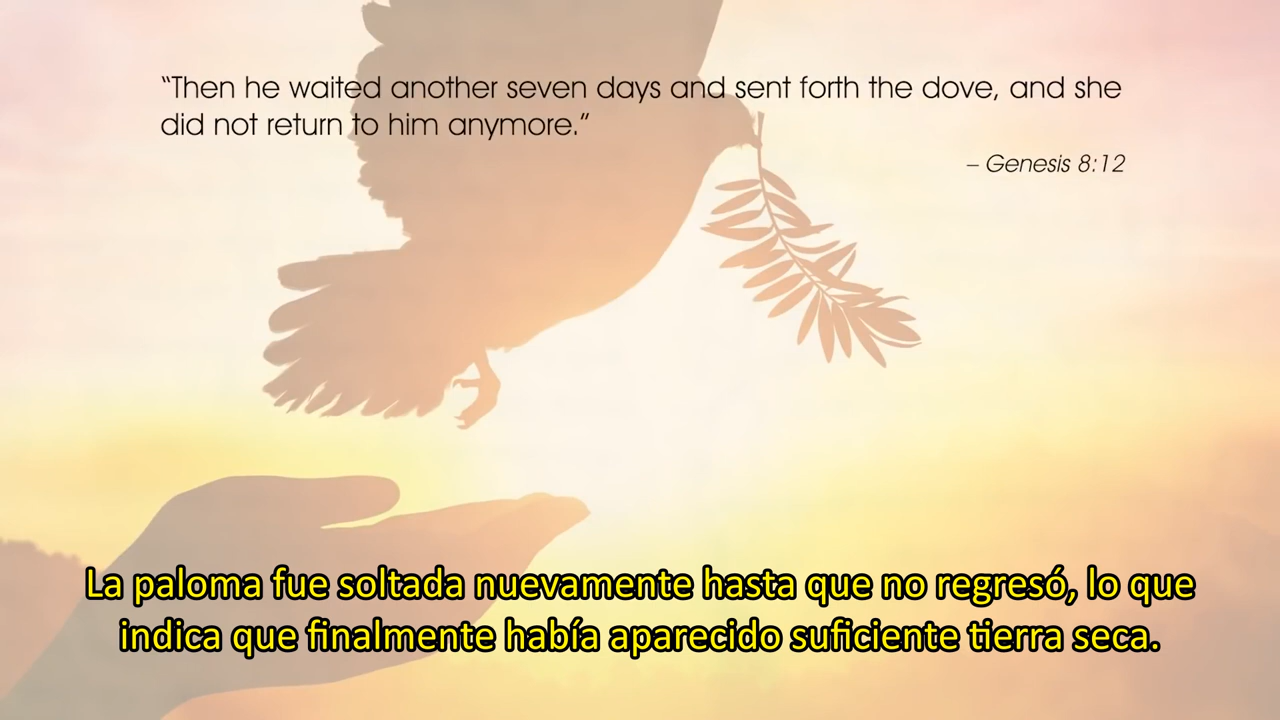 “Then he waited another seven days and sent forth the dove, and she
did not return to him anymore.”
– Genesis 8:12
La paloma fue soltada nuevamente hasta que no regresó, lo que
indica que finalmente había aparecido suficiente tierra seca.